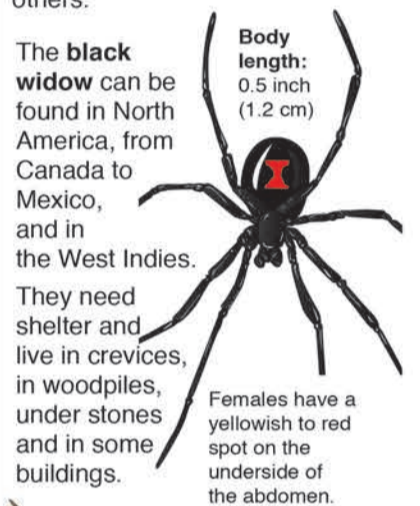 others.
The black
widow can be
found in North
America, from
Canada to
Mexico,
and in
the West Indies.
They need
shelter and
live in crevices,
in woodpiles,
under stones
and in some
buildings.
Body
length:
0.5 inch
(1.2 cm)
Females have a
yellowish to red
spot on the
underside of
the abdomen.